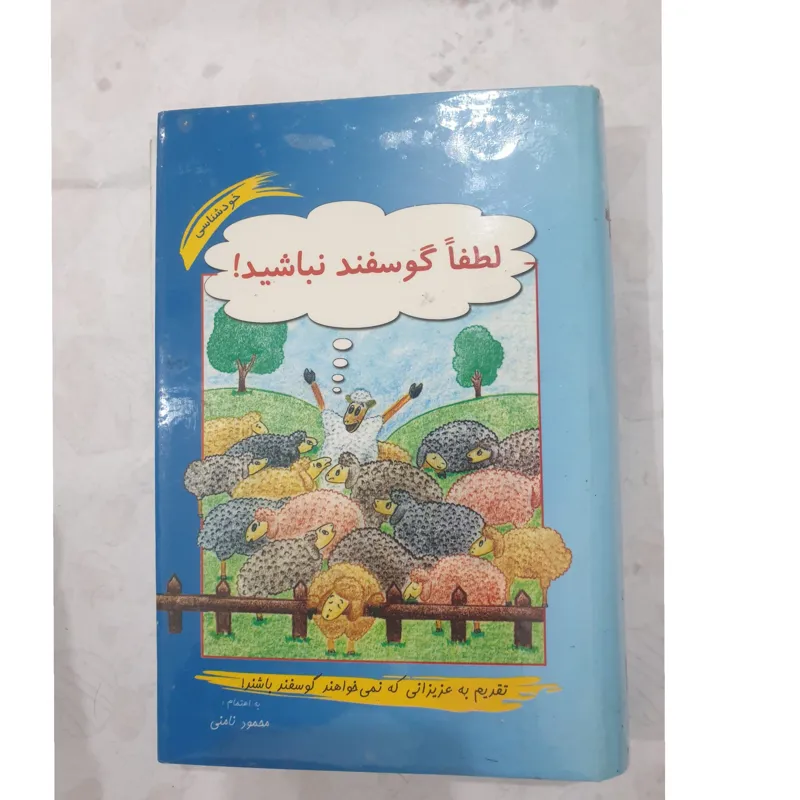 خودشناسی
لطفاً گوسفند نباشید!
تقدیم به عزیزانی که نمی‌خواهند گوسفند باشند!
به اهتمام:
محمود نامنی